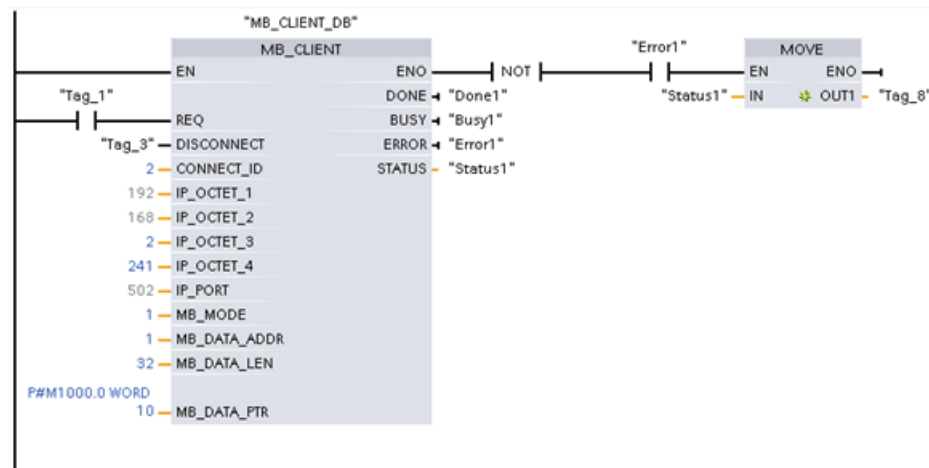 "MB_CLIENT_DB"
MB_CLIENT
EN ENO NOT "Error1" MOVE EN ENO
"Tag_1" DONE "Done1" "Status1" IN OUT1 "Tag_8"
REQ BUSY "Busy1"
"Tag_3" DISCONNECT ERROR "Error1"
2 CONNECT_ID STATUS "Status1"
192 IP_OCTET_1
168 IP_OCTET_2
2 IP_OCTET_3
241 IP_OCTET_4
502 IP_PORT
1 MB_MODE
1 MB_DATA_ADDR
32 MB_DATA_LEN
P#M1000.0 WORD
10 MB_DATA_PTR